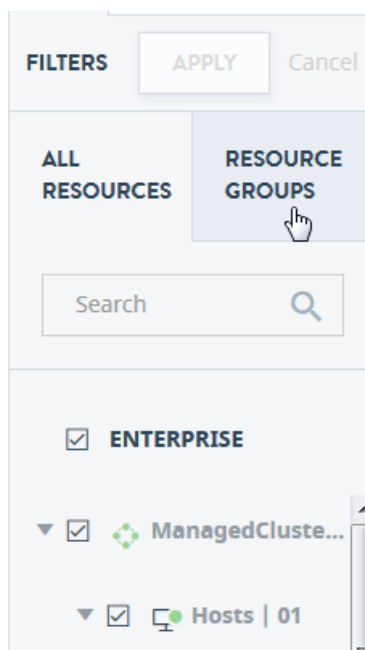 FILTERS APPLY Cancel
ALL RESOURCES
RESOURCE GROUPS
Search
ENTERPRISE
ManagedCluste...
Hosts | 01